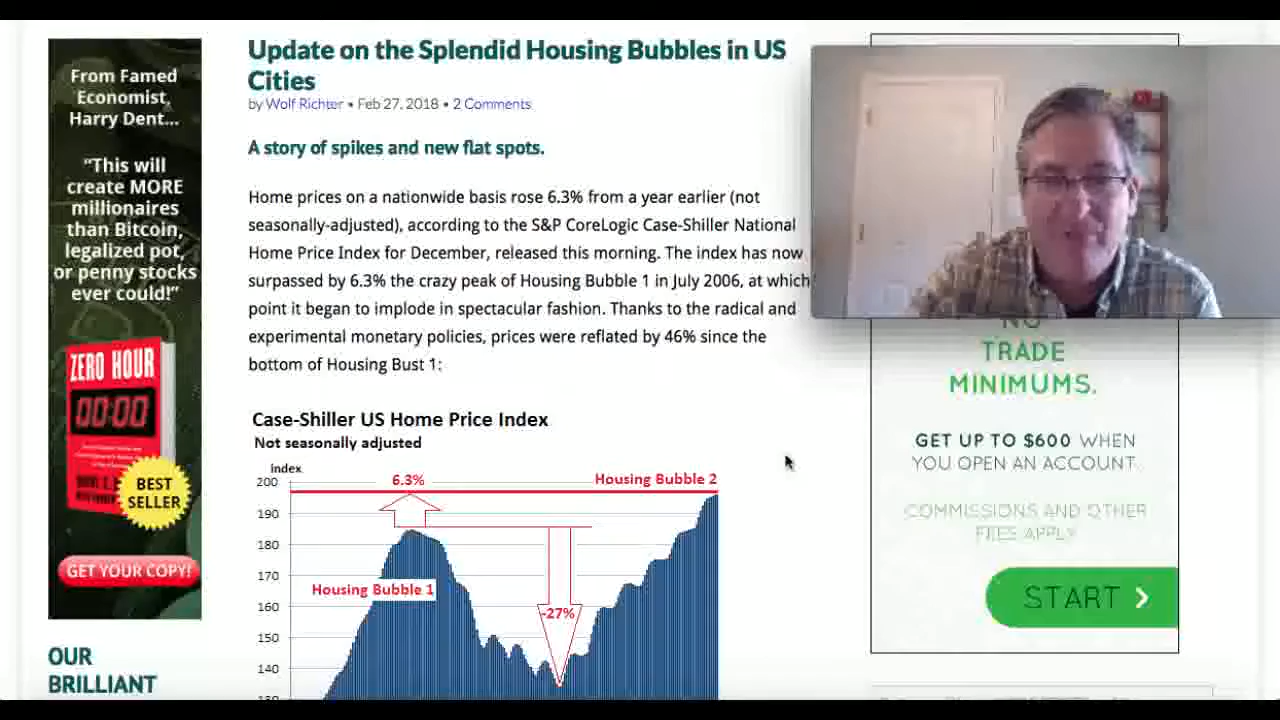 From Famed
Economist,
Harry Dent...
"This will
create MORE
millionaires
than Bitcoin,
legalized pot,
or penny stocks
ever could!"
ZERO HOUR
00:00
BEST
SELLER
GET YOUR COPY!
OUR
BRILLIANT
Update on the Splendid Housing Bubbles in US
Cities
by Wolf Richter • Feb 27, 2018 • 2 Comments
A story of spikes and new flat spots.
Home prices on a nationwide basis rose 6.3% from a year earlier (not
seasonally-adjusted), according to the S&P CoreLogic Case-Shiller National
Home Price Index for December, released this morning. The index has now
surpassed by 6.3% the crazy peak of Housing Bubble 1 in July 2006, at which
point it began to implode in spectacular fashion. Thanks to the radical and
experimental monetary policies, prices were reflated by 46% since the
bottom of Housing Bust 1:
Case-Shiller US Home Price Index
Not seasonally adjusted
index
200
6.3%
Housing Bubble 2
190
180
170
Housing Bubble 1
160
-27%
150
140
130
NO
TRADE
MINIMUMS.
GET UP TO $600 WHEN
YOU OPEN AN ACCOUNT.
COMMISSIONS AND OTHER
FEES APPLY
START